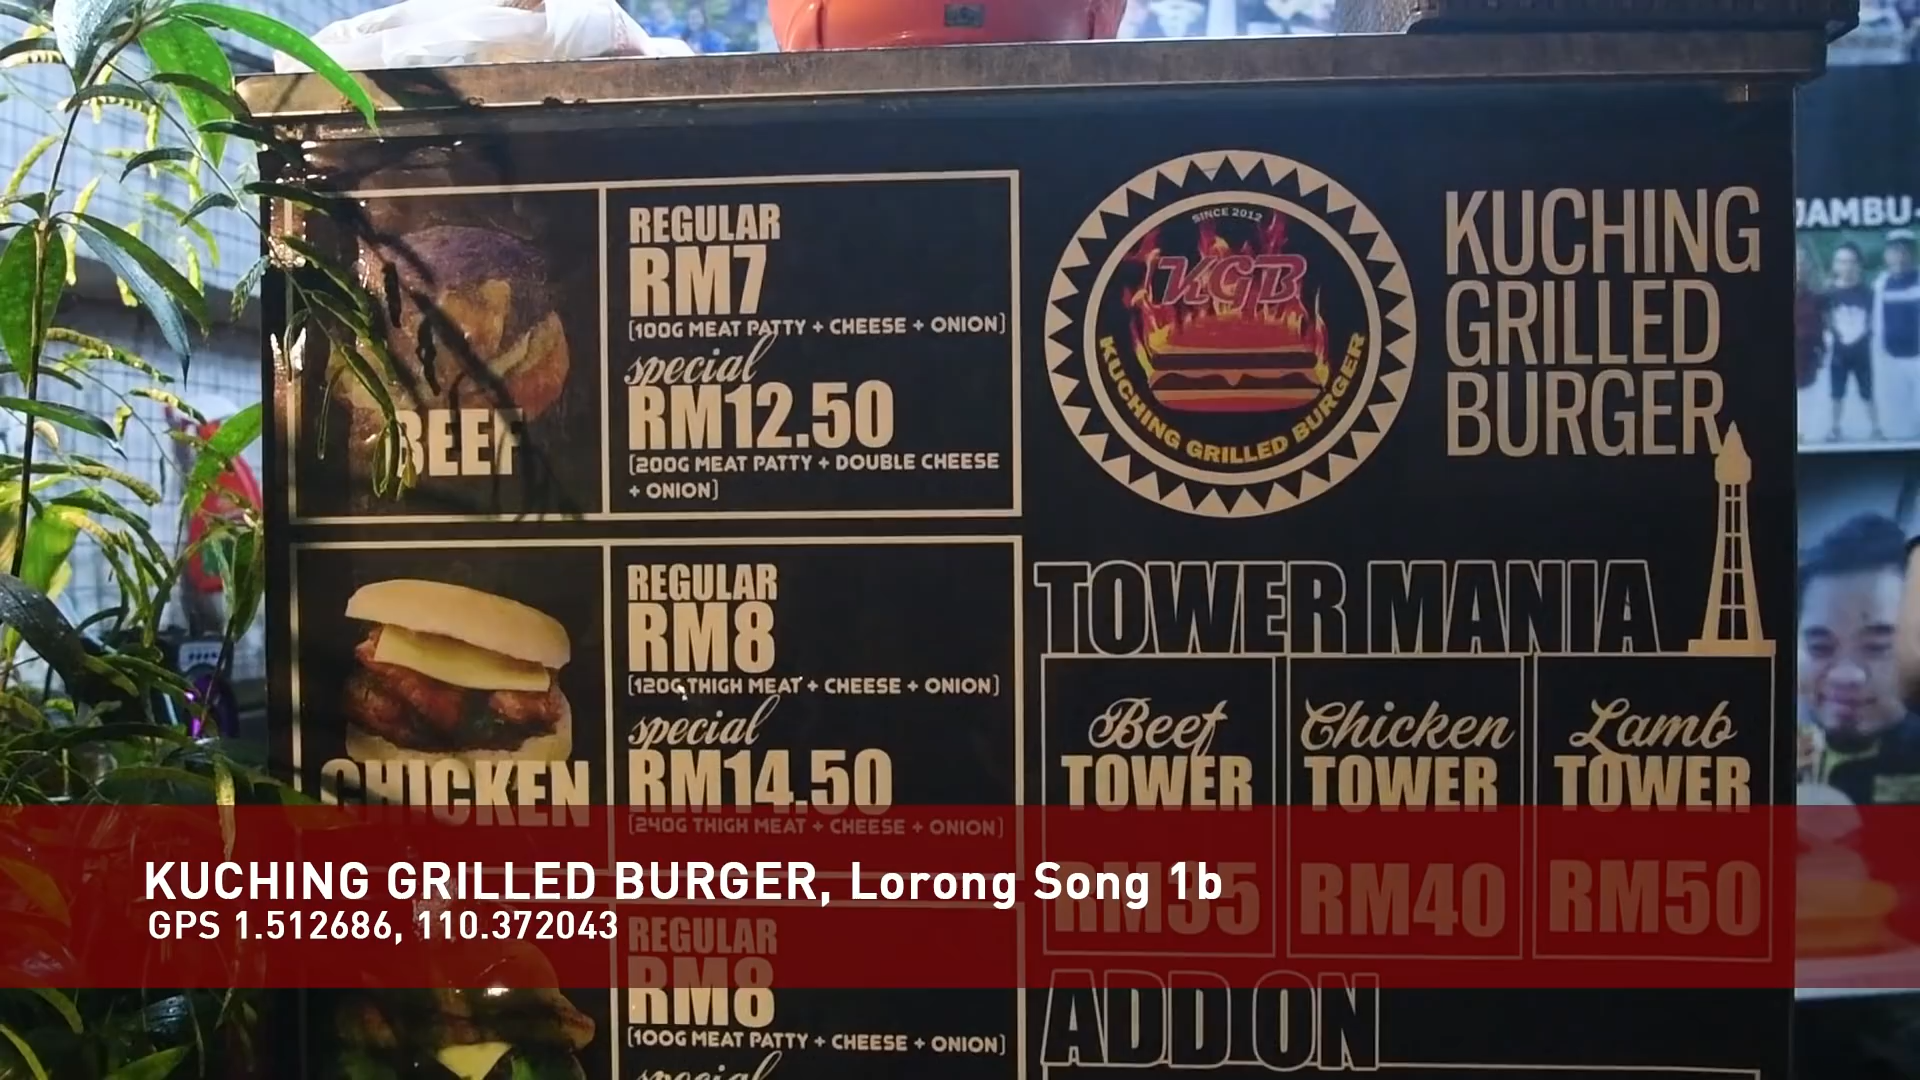 REGULAR
RM7
(100G MEAT PATTY + CHEESE + ONION)
special
RM12.50
(200G MEAT PATTY + DOUBLE CHEESE
+ ONION)
BEEF
SINCE 2012
KGB
KUCHING GRILLED BURGER
KUCHING
GRILLED
BURGER
JAMBU
REGULAR
RM8
(120G THIGH MEAT + CHEESE + ONION)
special
RM14.50
(240G THIGH MEAT + CHEESE + ONION)
CHICKEN
TOWER MANIA
Beef
TOWER
RM35
Chicken
TOWER
RM40
Lamb
TOWER
RM50
KUCHING GRILLED BURGER, Lorong Song 1b
GPS 1.512686, 110.372043
REGULAR
RM8
(100G MEAT PATTY + CHEESE + ONION)
special
ADD ON